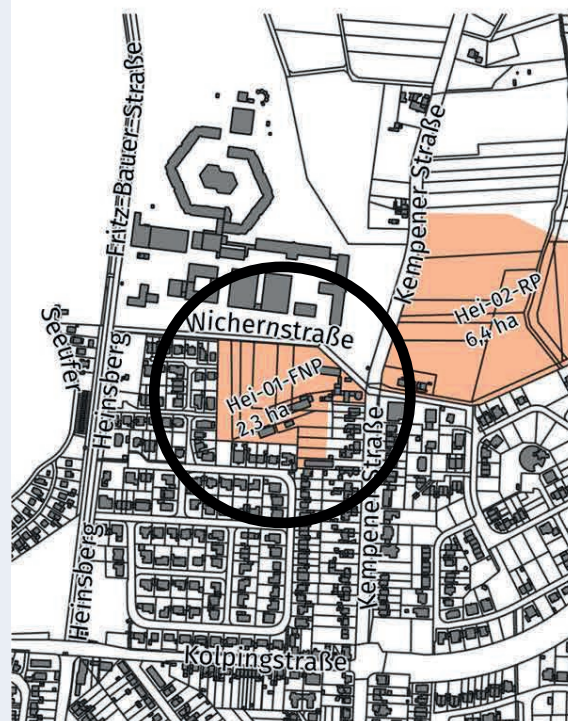 Fritz-Bauer-Straße
Kempener Straße
Hei-02-RP
6,4 ha
Wichernstraße
Seeufer
Heinsberg
Hei-01-FNP
2,3 ha
Kempener Straße
Heinsberg
Kolpingstraße